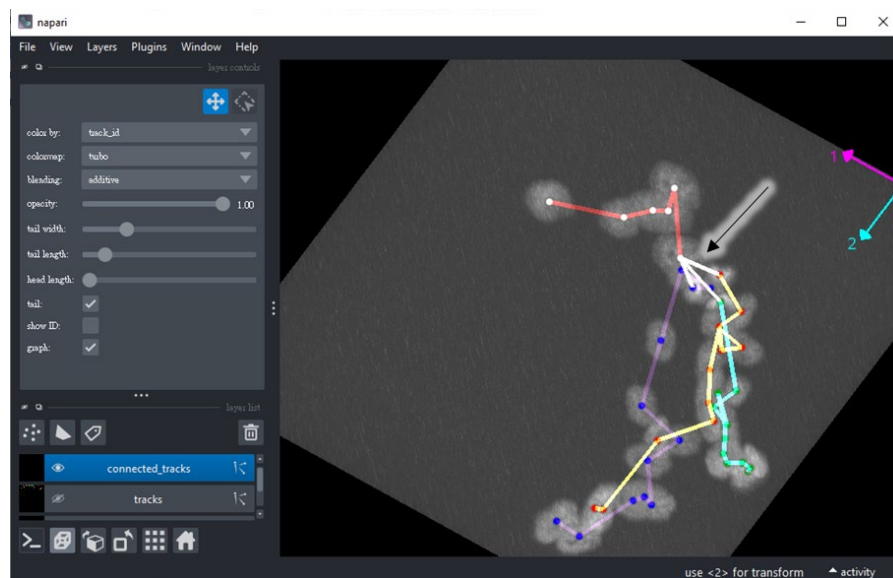 napari
File View Layers Plugins Window Help
layer controls
color by: track_id
colormap: turbo
blending: additive
opacity: 1.00
tail width:
tail length:
head length:
tail:
show ID:
graph:
layer list
connected_tracks
tracks
1
2
use <2> for transform activity